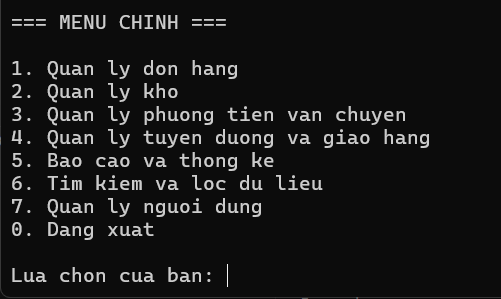 === MENU CHINH ===
1. Quan ly don hang
2. Quan ly kho
3. Quan ly phuong tien van chuyen
4. Quan ly tuyen duong va giao hang
5. Bao cao va thong ke
6. Tim kiem va loc du lieu
7. Quan ly nguoi dung
0. Dang xuat
Lua chon cua ban: